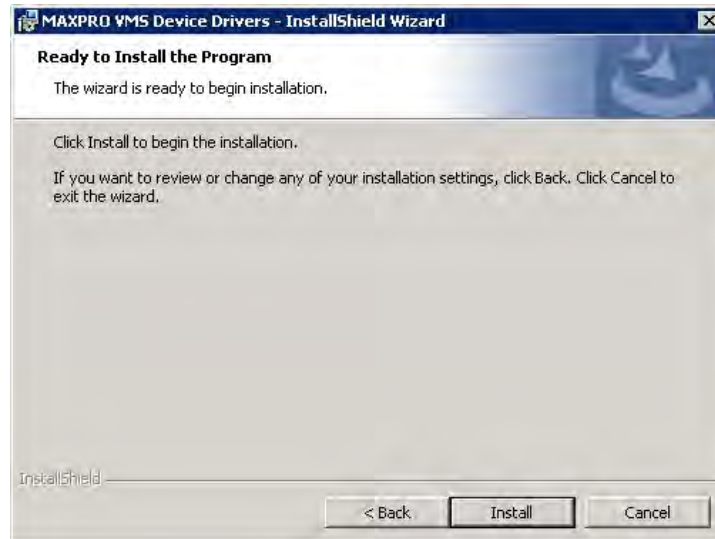 MAXPRO VMS Device Drivers - InstallShield Wizard
Ready to Install the Program
The wizard is ready to begin installation.
Click Install to begin the installation.
If you want to review or change any of your installation settings, click Back. Click Cancel to
exit the wizard.
InstallShield
< Back
Install
Cancel